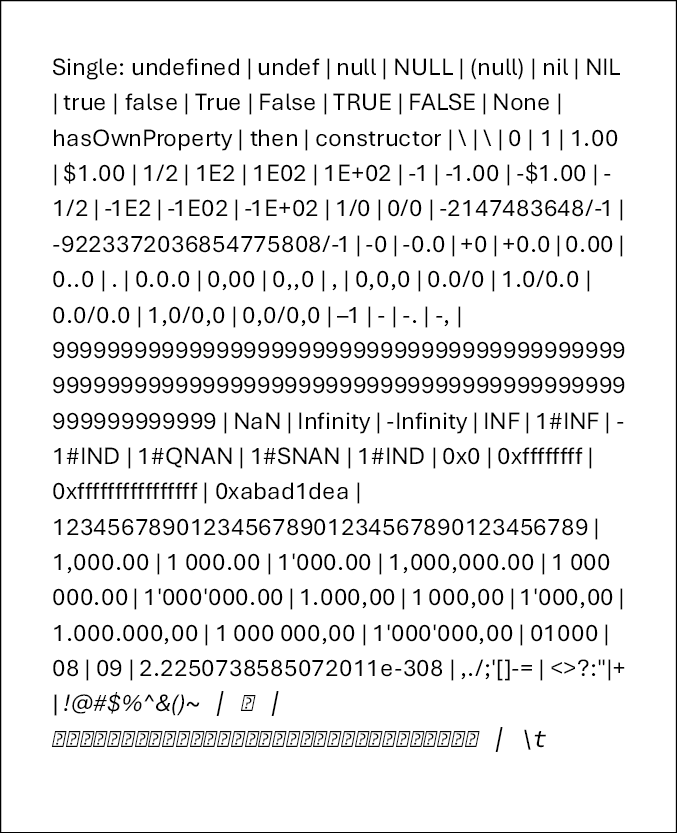 Single: undefined | undef | null | NULL | (null) | nil | NIL
| true | false | True | False | TRUE | FALSE | None |
hasOwnProperty | then | constructor | \ | \ | 0 | 1 | 1.00
| $1.00 | 1/2 | 1E2 | 1E02 | 1E+02 | -1 | -1.00 | -$1.00 | -
1/2 | -1E2 | -1E02 | -1E+02 | 1/0 | 0/0 | -2147483648/-1 |
-9223372036854775808/-1 | -0 | -0.0 | +0 | +0.0 | 0.00 |
0..0 | . | 0.0.0 | 0,00 | 0,,0 | , | 0,0,0 | 0.0/0 | 1.0/0.0 |
0.0/0.0 | 1,0/0,0 | 0,0/0,0 | –1 | - | -. | -, |
999999999999999999999999999999999999999999
999999999999999999999999999999999999999999
999999999999 | NaN | Infinity | -Infinity | INF | 1#INF | -
1#IND | 1#QNAN | 1#SNAN | 1#IND | 0x0 | 0xffffffff |
0xffffffffffffffff | 0xabad1dea |
123456789012345678901234567890123456789 |
1,000.00 | 1 000.00 | 1'000.00 | 1,000,000.00 | 1 000
000.00 | 1'000'000.00 | 1.000,00 | 1 000,00 | 1'000,00 |
1.000.000,00 | 1 000 000,00 | 1'000'000,00 | 01000 |
08 | 09 | 2.2250738585072011e-308 | ,./;'[]-= | <>?:"|+
| !@#$%^&()~ | |
| \t